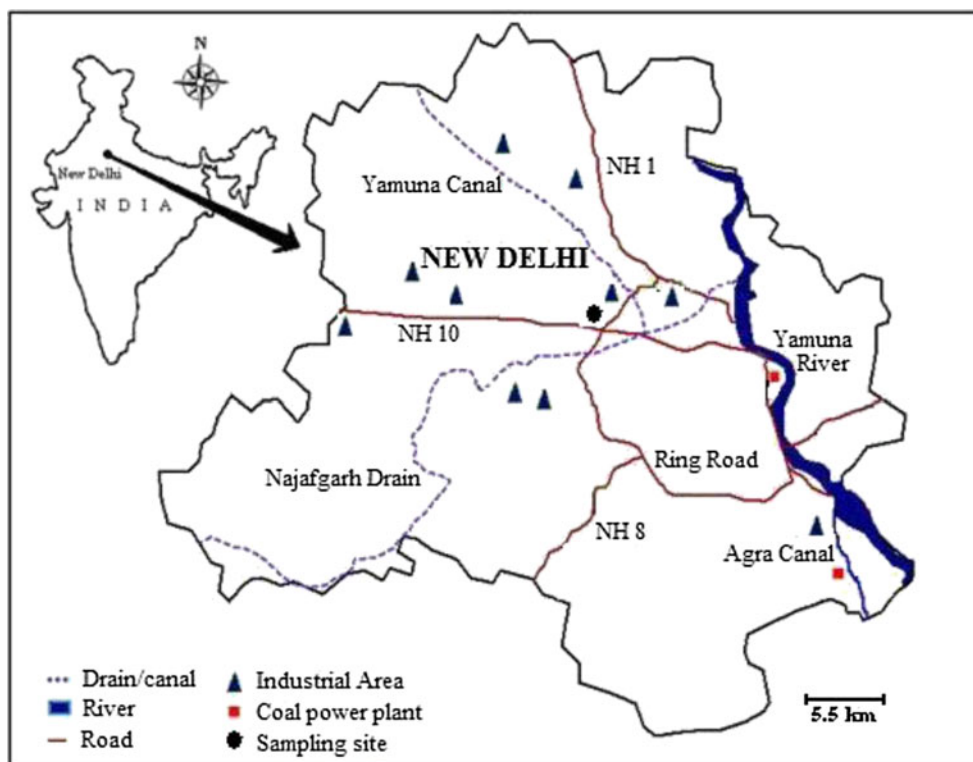 N
New Delhi
I N D I A
Yamuna Canal
NH 1
NEW DELHI
NH 10
Yamuna
River
Ring Road
Najafgarh Drain
NH 8
Agra Canal
Drain/canal
River
Road
Industrial Area
Coal power plant
Sampling site
5.5 km